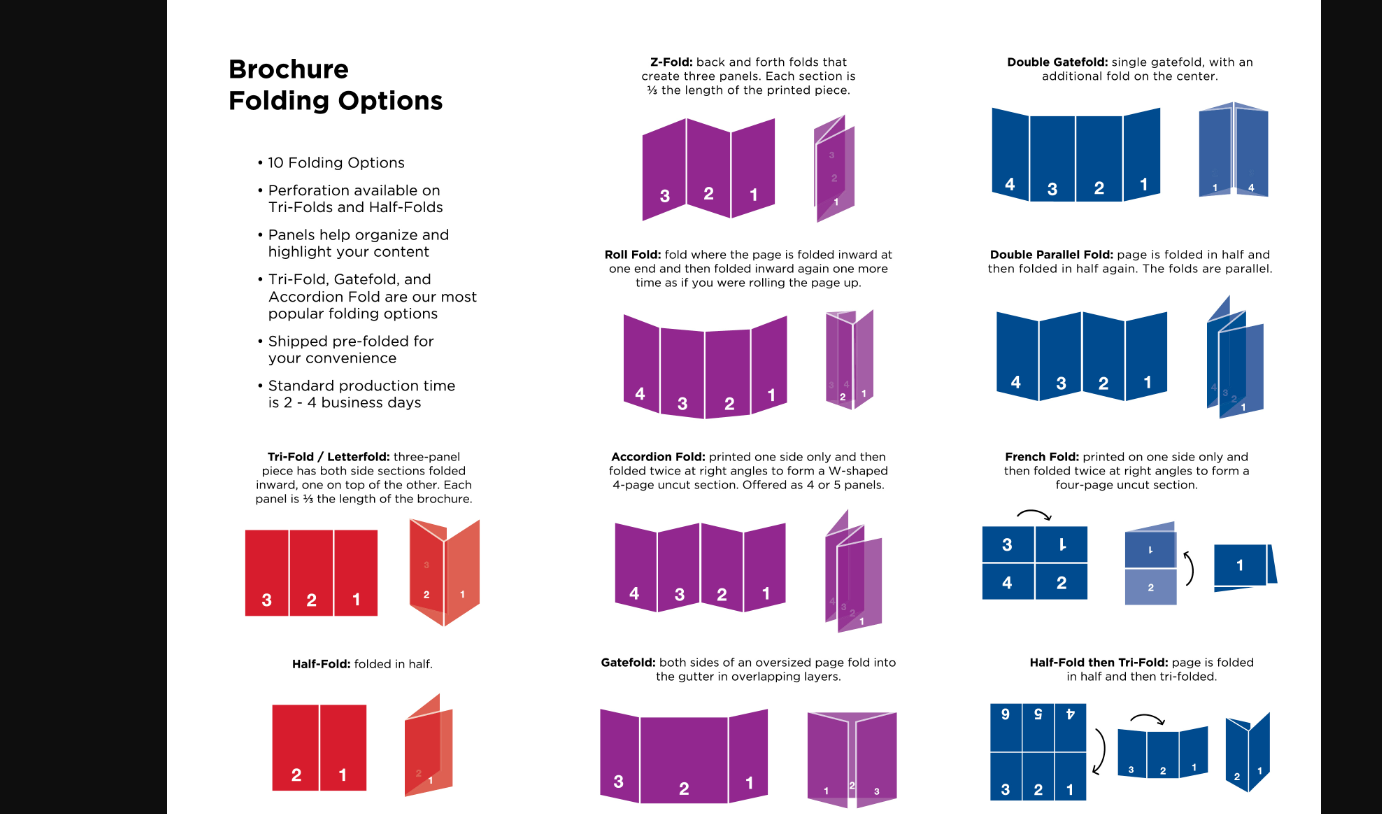 Brochure
Folding Options
• 10 Folding Options
• Perforation available on
Tri-Folds and Half-Folds
• Panels help organize and
highlight your content
• Tri-Fold, Gatefold, and
Accordion Fold are our most
popular folding options
• Shipped pre-folded for
your convenience
• Standard production time
is 2 - 4 business days
Tri-Fold / Letterfold: three-panel
piece has both side sections folded
inward, one on top of the other. Each
panel is ⅓ the length of the brochure.
3 2 1
3
2 1
Half-Fold: folded in half.
2 1
2 1
Z-Fold: back and forth folds that
create three panels. Each section is
⅓ the length of the printed piece.
3 2 1
3
2
1
Roll Fold: fold where the page is folded inward at
one end and then folded inward again one more
time as if you were rolling the page up.
4 3 2 1
3 4
2 1
Accordion Fold: printed one side only and then
folded twice at right angles to form a W-shaped
4-page uncut section. Offered as 4 or 5 panels.
4 3 2 1
4 3 2 1
Gatefold: both sides of an oversized page fold into
the gutter in overlapping layers.
3 2 1
1 2 3
Double Gatefold: single gatefold, with an
additional fold on the center.
4 3 2 1
1 4
Double Parallel Fold: page is folded in half and
then folded in half again. The folds are parallel.
4 3 2 1
4 3 2 1
French Fold: printed on one side only and
then folded twice at right angles to form a
four-page uncut section.
3 1
4 2
1
2
1
Half-Fold then Tri-Fold: page is folded
in half and then tri-folded.
6 5 4
3 2 1
3 2 1
2 1